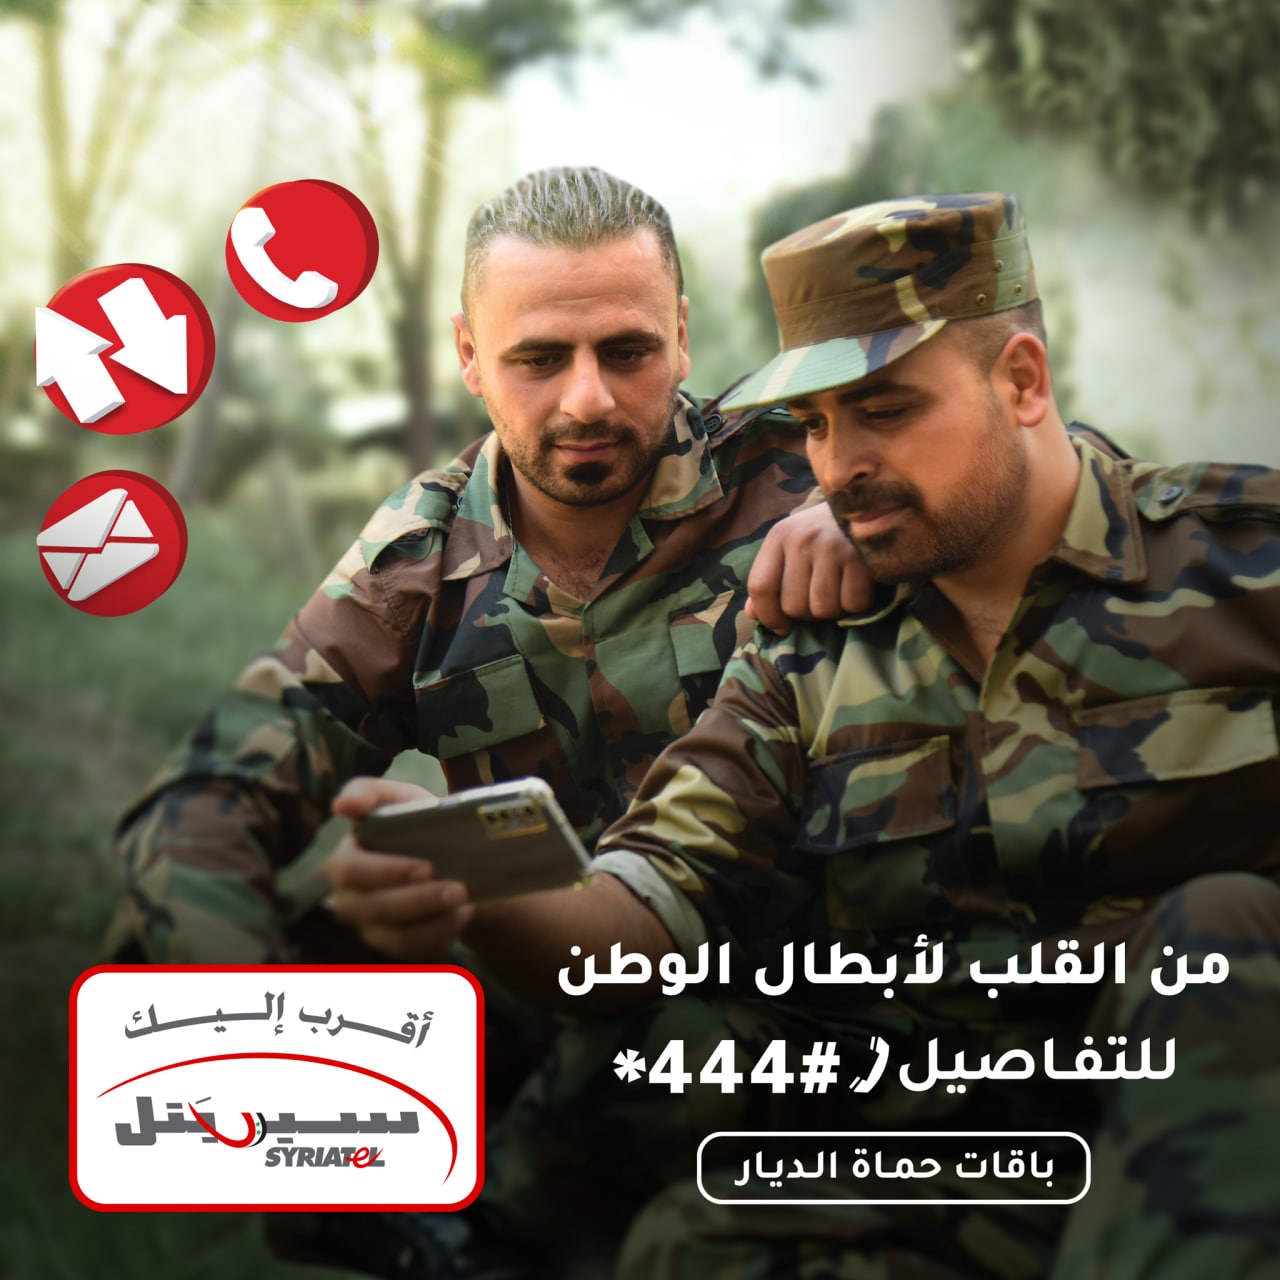 من القلب لأبطال الوطن
للتفاصيل *444#
باقات حماة الديار
أقرب إليك
سيريتل
SYRIATEL